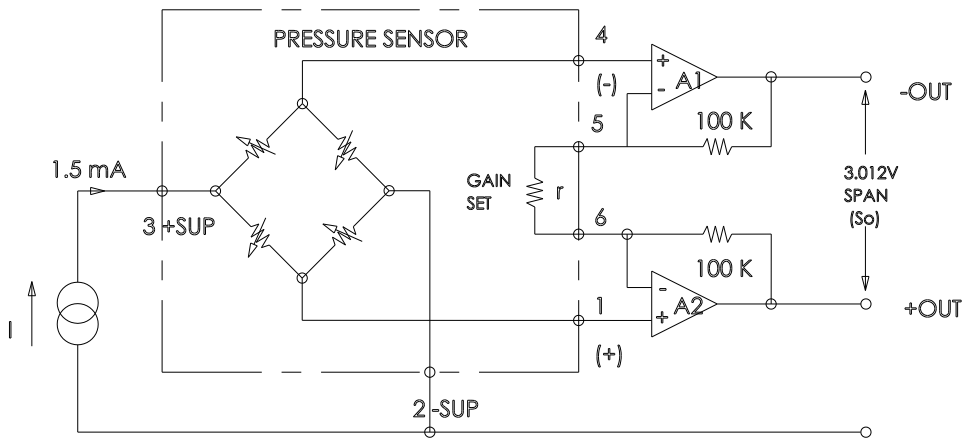 PRESSURE SENSOR
4
(-)
+
A1
-
-OUT
100 K
5
1.5 mA
GAIN
SET
r
3.012V
SPAN
(So)
3 +SUP
6
100 K
-
A2
+
+OUT
1
(+)
I
2 -SUP